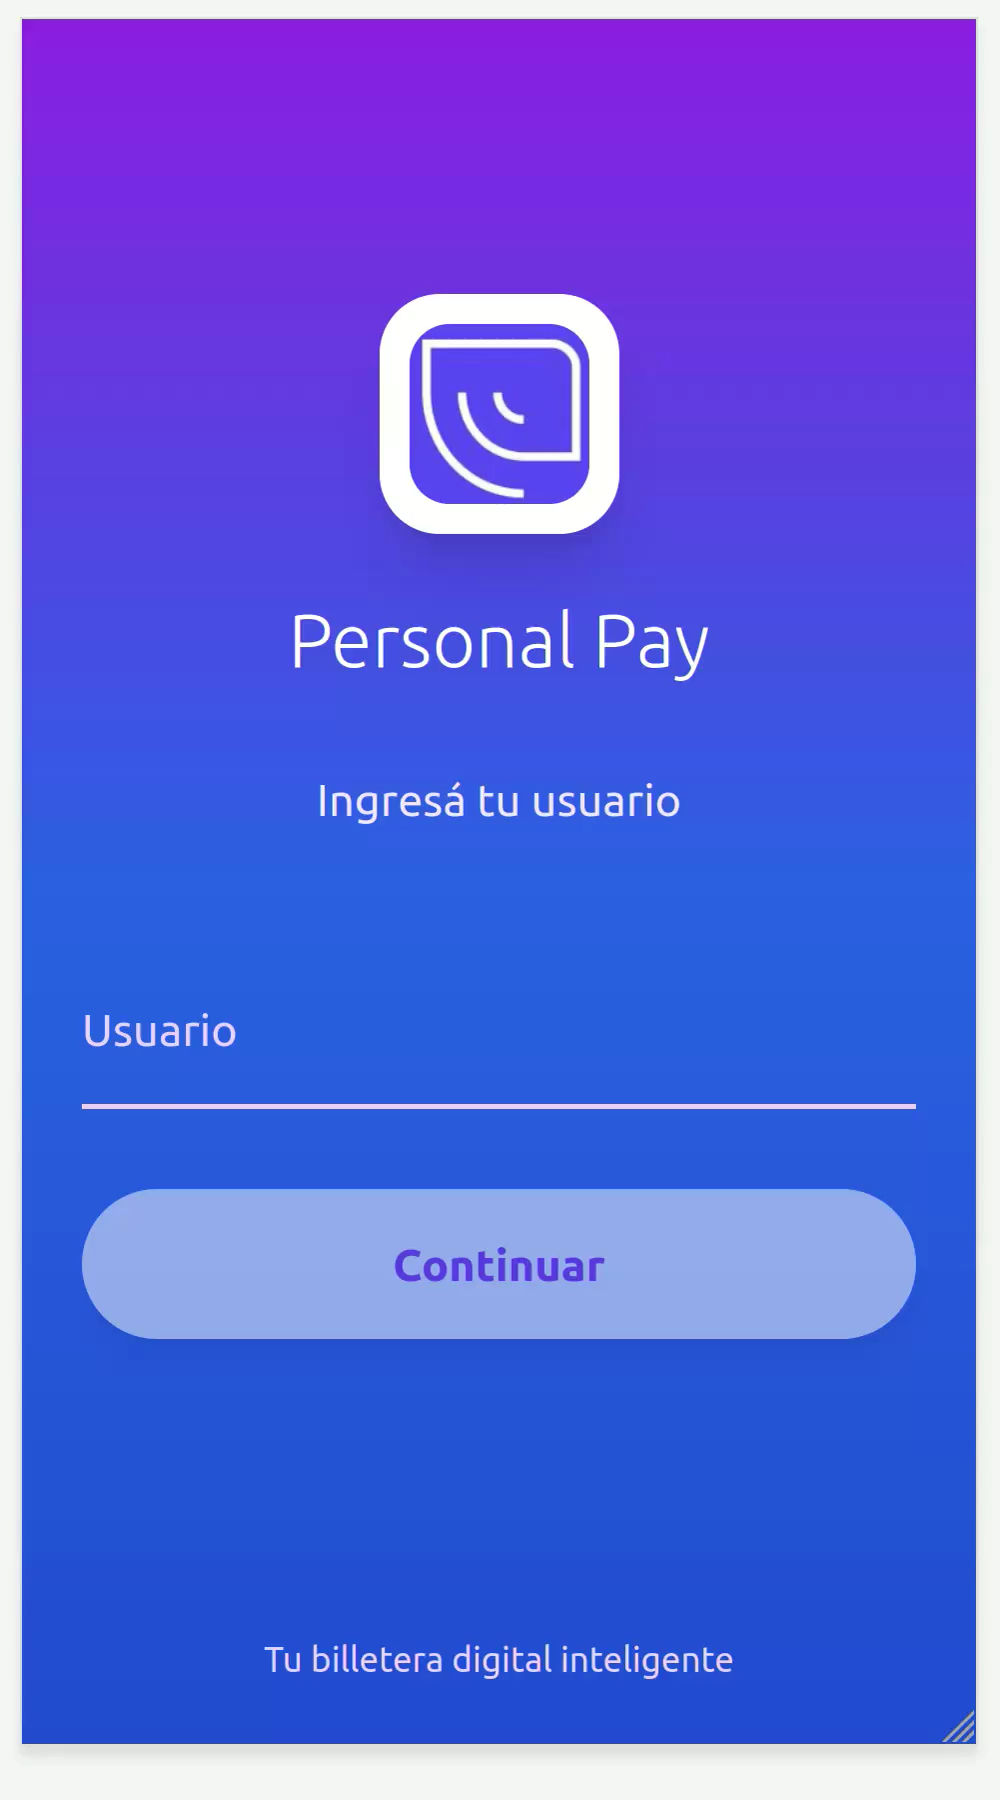 Personal Pay
Ingresá tu usuario
Usuario
Continuar
Tu billetera digital inteligente